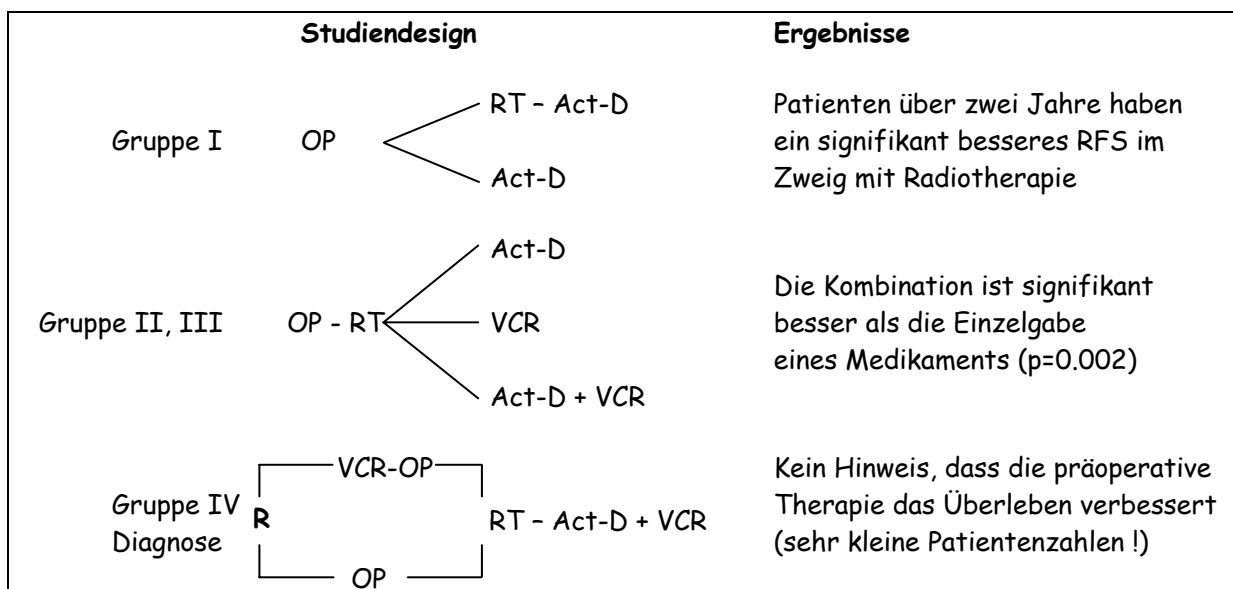 Studiendesign
Ergebnisse
Gruppe I
OP
RT – Act-D
Act-D
Patienten über zwei Jahre haben
ein signifikant besseres RFS im
Zweig mit Radiotherapie
Gruppe II, III
OP - RT
Act-D
VCR
Act-D + VCR
Die Kombination ist signifikant
besser als die Einzelgabe
eines Medikaments (p=0.002)
Gruppe IV
Diagnose
R
VCR-OP
OP
RT – Act-D + VCR
Kein Hinweis, dass die präoperative
Therapie das Überleben verbessert
(sehr kleine Patientenzahlen !)